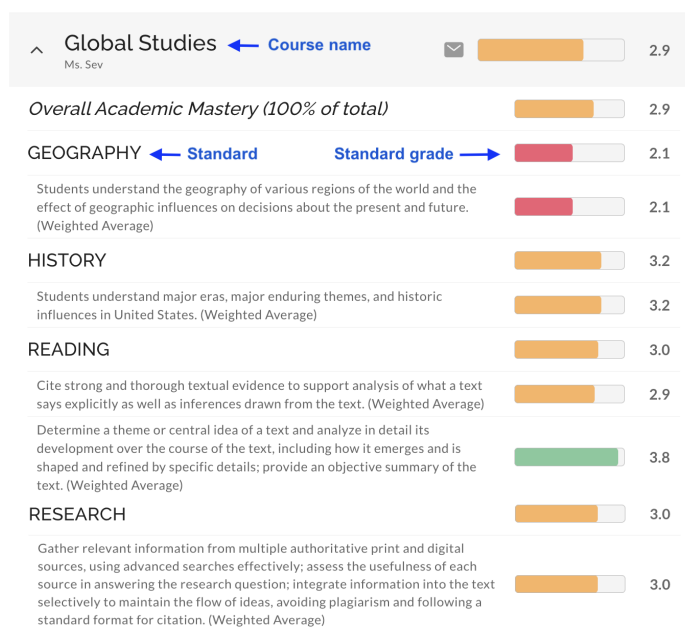 Global Studies
Course name
Ms. Sev
2.9
Overall Academic Mastery (100% of total)
2.9
GEOGRAPHY
Standard
Standard grade
2.1
Students understand the geography of various regions of the world and the
effect of geographic influences on decisions about the present and future.
(Weighted Average)
2.1
HISTORY
3.2
Students understand major eras, major enduring themes, and historic
influences in United States. (Weighted Average)
3.2
READING
3.0
Cite strong and thorough textual evidence to support analysis of what a text
says explicitly as well as inferences drawn from the text. (Weighted Average)
2.9
Determine a theme or central idea of a text and analyze in detail its
development over the course of the text, including how it emerges and is
shaped and refined by specific details; provide an objective summary of the
text. (Weighted Average)
3.8
RESEARCH
3.0
Gather relevant information from multiple authoritative print and digital
sources, using advanced searches effectively; assess the usefulness of each
source in answering the research question; integrate information into the text
selectively to maintain the flow of ideas, avoiding plagiarism and following a
standard format for citation. (Weighted Average)
3.0